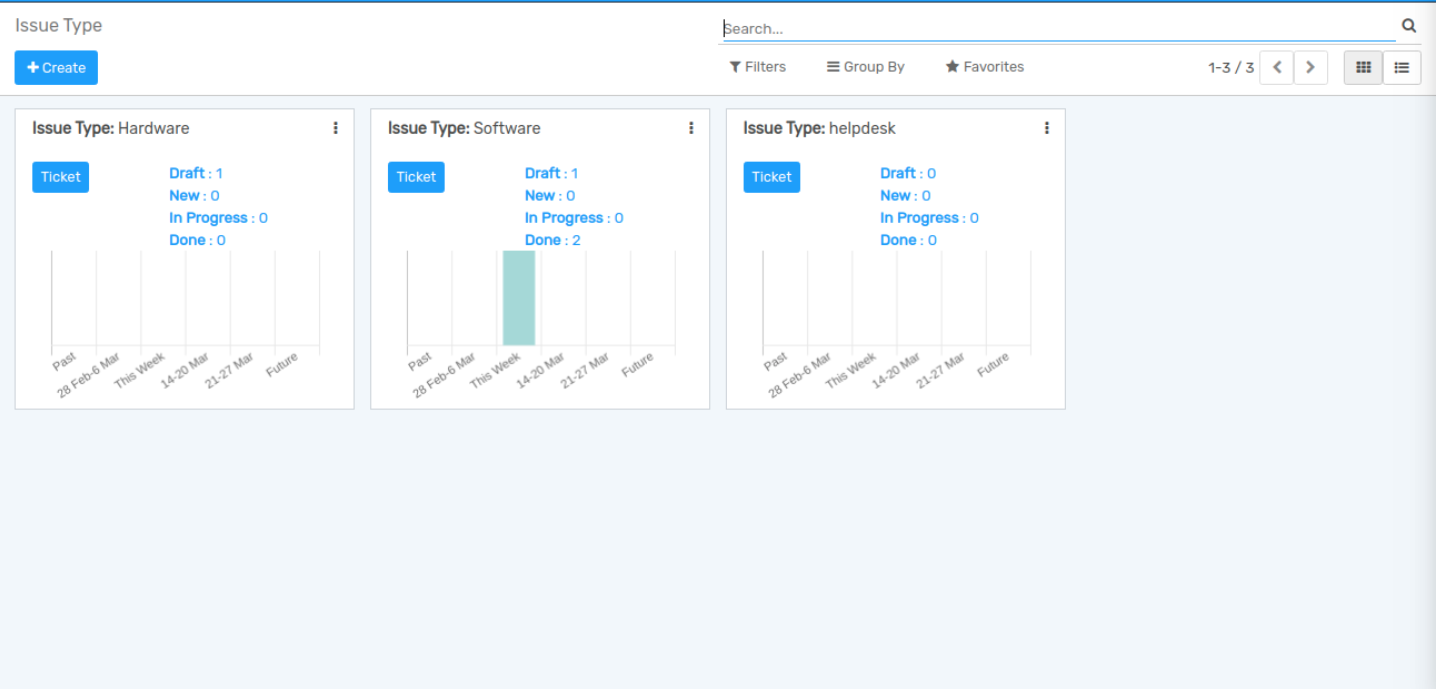 Issue Type
Search...
Create
Filters
Group By
Favorites
1-3 / 3
Issue Type: Hardware
Ticket
Draft : 1
New : 0
In Progress : 0
Done : 0
Past
28 Feb-6 Mar
This Week
14-20 Mar
21-27 Mar
Future
Issue Type: Software
Ticket
Draft : 1
New : 0
In Progress : 0
Done : 2
Past
28 Feb-6 Mar
This Week
14-20 Mar
21-27 Mar
Future
Issue Type: helpdesk
Ticket
Draft : 0
New : 0
In Progress : 0
Done : 0
Past
28 Feb-6 Mar
This Week
14-20 Mar
21-27 Mar
Future